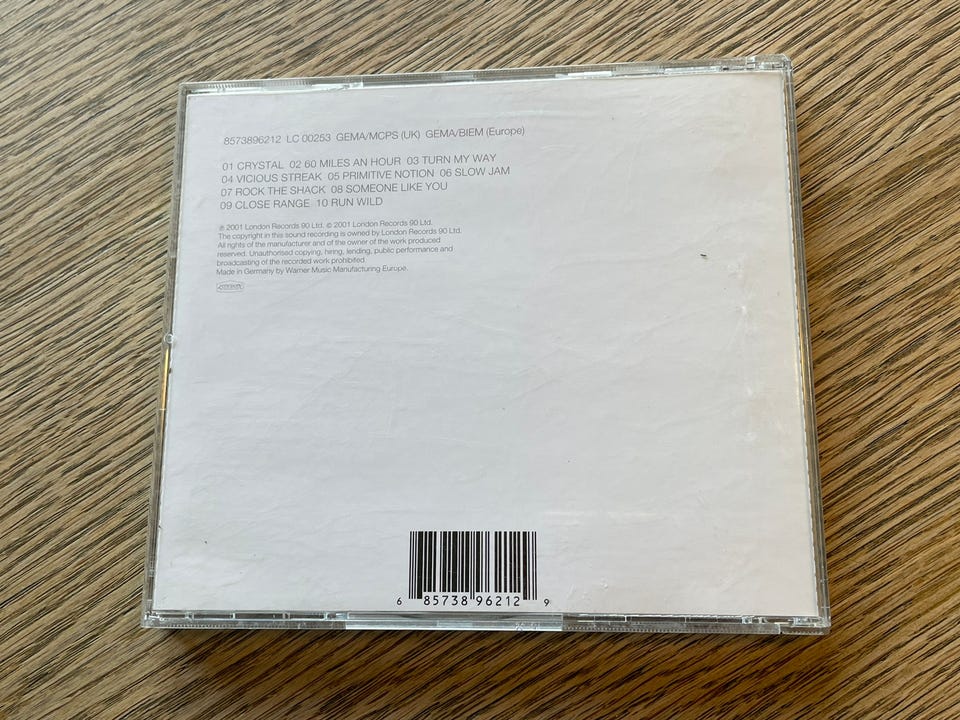 8573896212 LC 00253 GEMA/MCPS (UK) GEMA/BIEM (Europe)
01 CRYSTAL 02 60 MILES AN HOUR 03 TURN MY WAY
04 VICIOUS STREAK 05 PRIMITIVE NOTION 06 SLOW JAM
07 ROCK THE SHACK 08 SOMEONE LIKE YOU
09 CLOSE RANGE 10 RUN WILD
℗ 2001 London Records 90 Ltd. © 2001 London Records 90 Ltd.
The copyright in this sound recording is owned by London Records 90 Ltd.
All rights of the manufacturer and of the owner of the work produced
reserved. Unauthorised copying, hiring, lending, public performance and
broadcasting of the recorded work prohibited.
Made in Germany by Warner Music Manufacturing Europe.
6 85738 96212 9